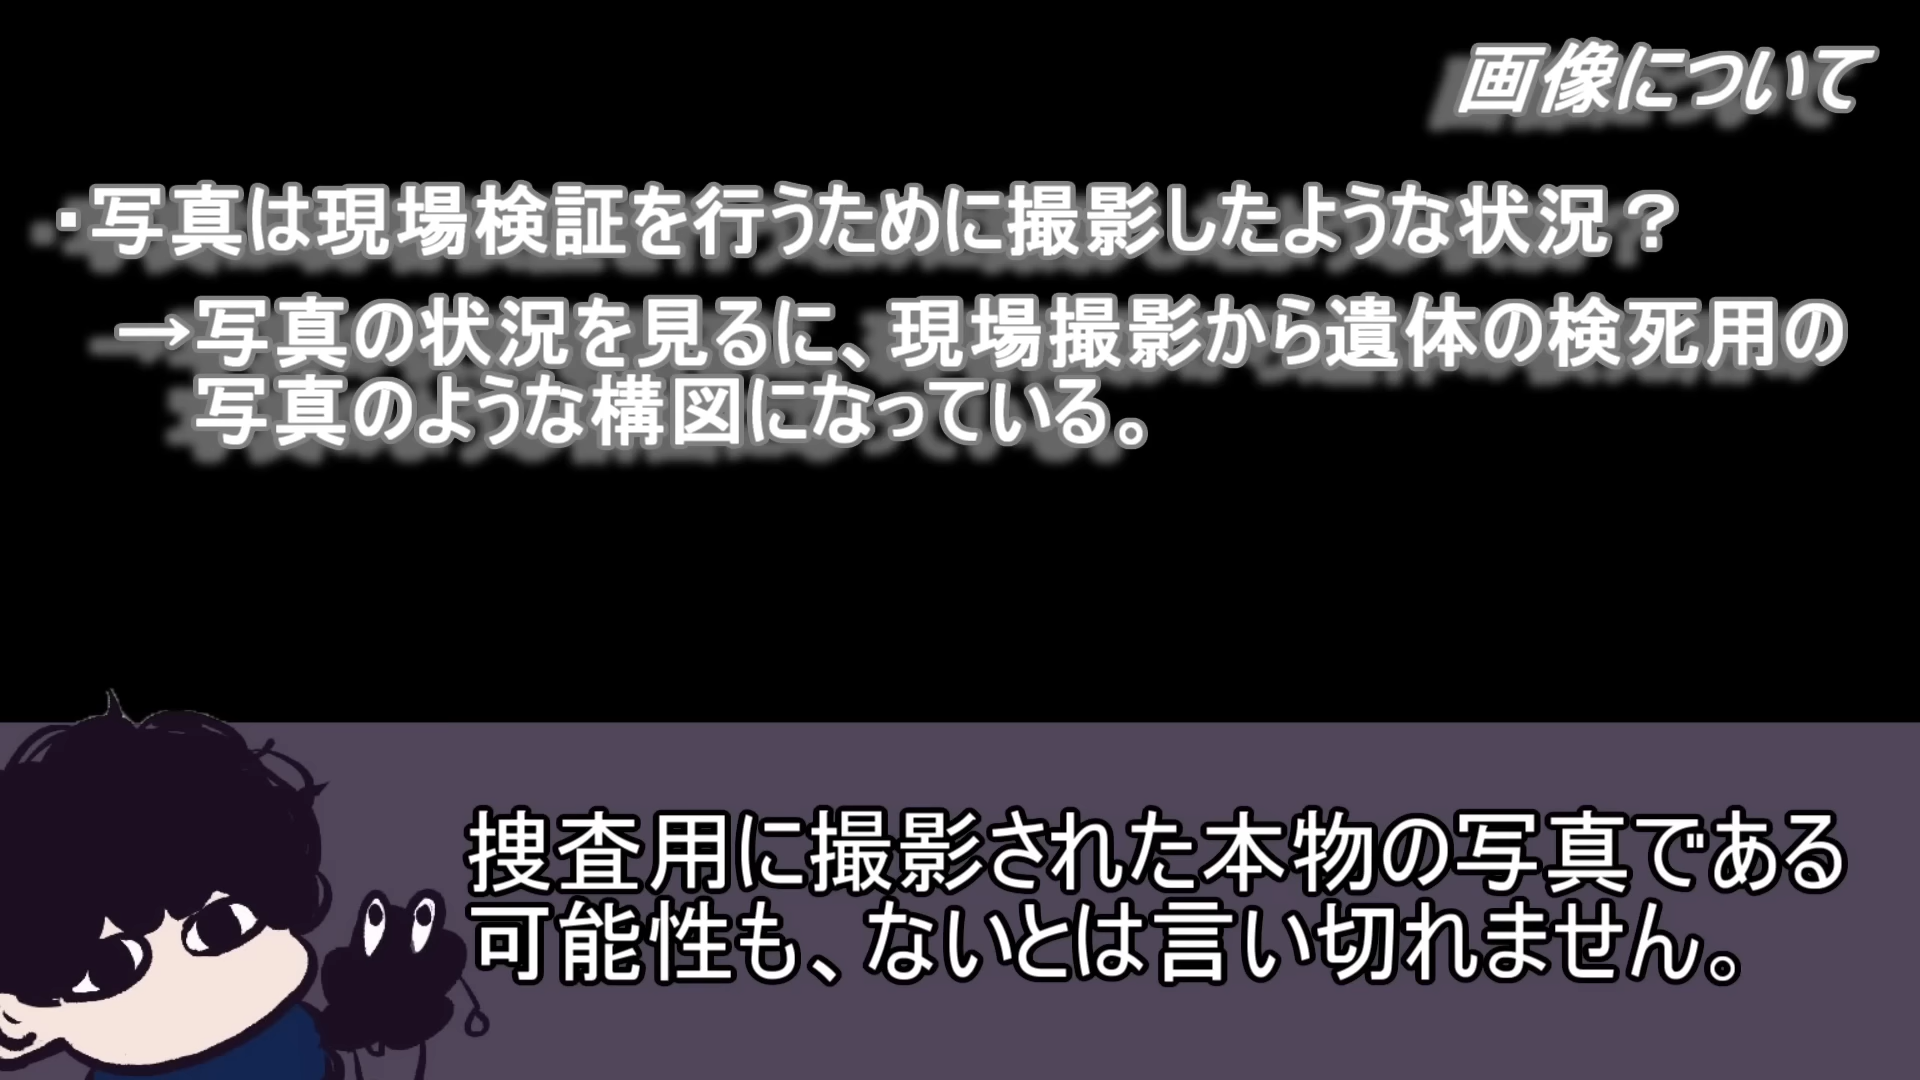 画像について
・写真は現場検証を行うために撮影したような状況？
→写真の状況を見るに、現場撮影から遺体の検死用の
写真のような構図になっている。
捜査用に撮影された本物の写真である
可能性も、ないとは言い切れません。